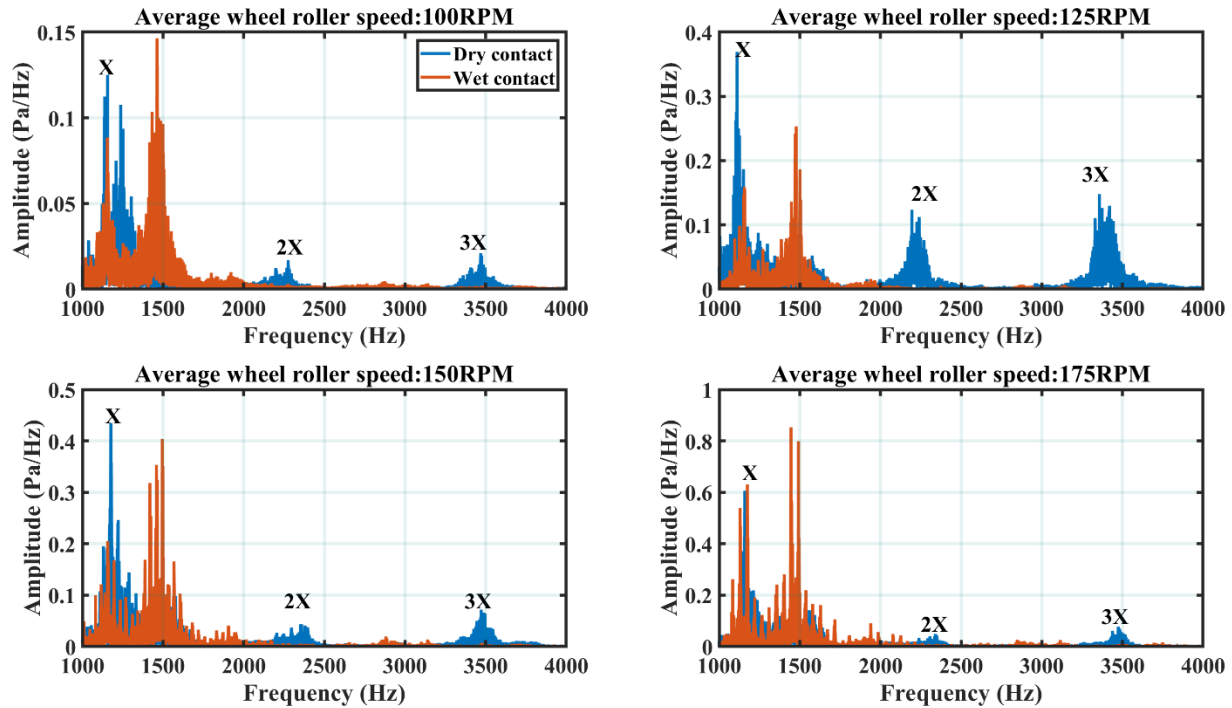 Average wheel roller speed:100RPM
Amplitude (Pa/Hz)
0.15
0.1
0.05
0
X
2X
3X
Dry contact
Wet contact
1000 1500 2000 2500 3000 3500 4000
Frequency (Hz)
Average wheel roller speed:125RPM
Amplitude (Pa/Hz)
0.4
0.3
0.2
0.1
0
X
2X
3X
1000 1500 2000 2500 3000 3500 4000
Frequency (Hz)
Average wheel roller speed:150RPM
Amplitude (Pa/Hz)
0.5
0.4
0.3
0.2
0.1
0
X
2X
3X
1000 1500 2000 2500 3000 3500 4000
Frequency (Hz)
Average wheel roller speed:175RPM
Amplitude (Pa/Hz)
1
0.8
0.6
0.4
0.2
0
X
2X
3X
1000 1500 2000 2500 3000 3500 4000
Frequency (Hz)